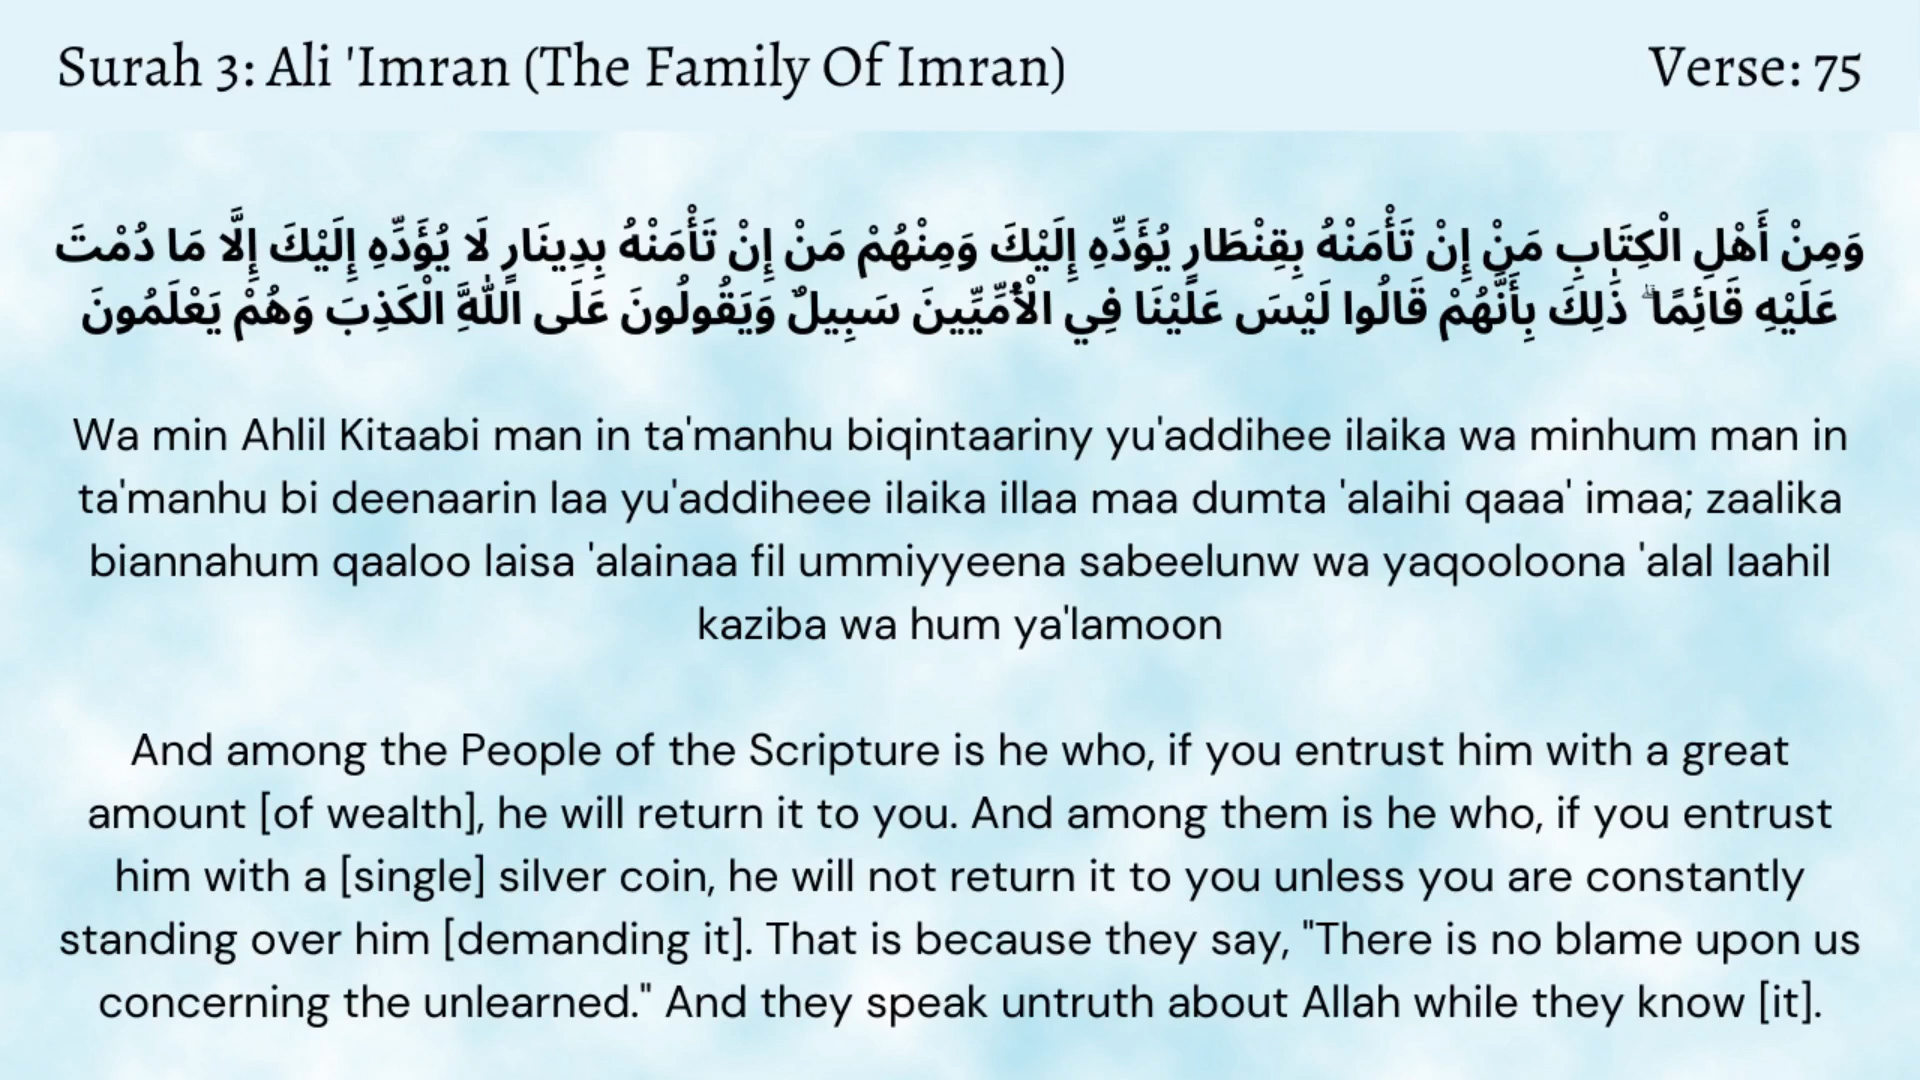 Surah 3: Ali 'Imran (The Family Of Imran)
Verse: 75
وَمِنْ أَهْلِ الْكِتَابِ مَنْ إِنْ تَأْمَنْهُ بِقِنْطَارٍ يُؤَدِّهِ إِلَيْكَ وَمِنْهُمْ مَنْ إِنْ تَأْمَنْهُ بِدِينَارٍ لَا يُؤَدِّهِ إِلَيْكَ إِلَّا مَا دُمْتَ
عَلَيْهِ قَائِمًا ۗ ذَٰلِكَ بِأَنَّهُمْ قَالُوا لَيْسَ عَلَيْنَا فِي الْأُمِّيِّينَ سَبِيلٌ وَيَقُولُونَ عَلَى اللَّهِ الْكَذِبَ وَهُمْ يَعْلَمُونَ
Wa min Ahlil Kitaabi man in ta'manhu biqintaariny yu'addihee ilaika wa minhum man in
ta'manhu bi deenaarin laa yu'addiheee ilaika illaa maa dumta 'alaihi qaaa' imaa; zaalika
biannahum qaaloo laisa 'alainaa fil ummiyyeena sabeelunw wa yaqooloona 'alal laahil
kaziba wa hum ya'lamoon
And among the People of the Scripture is he who, if you entrust him with a great
amount [of wealth], he will return it to you. And among them is he who, if you entrust
him with a [single] silver coin, he will not return it to you unless you are constantly
standing over him [demanding it]. That is because they say, "There is no blame upon us
concerning the unlearned." And they speak untruth about Allah while they know [it].